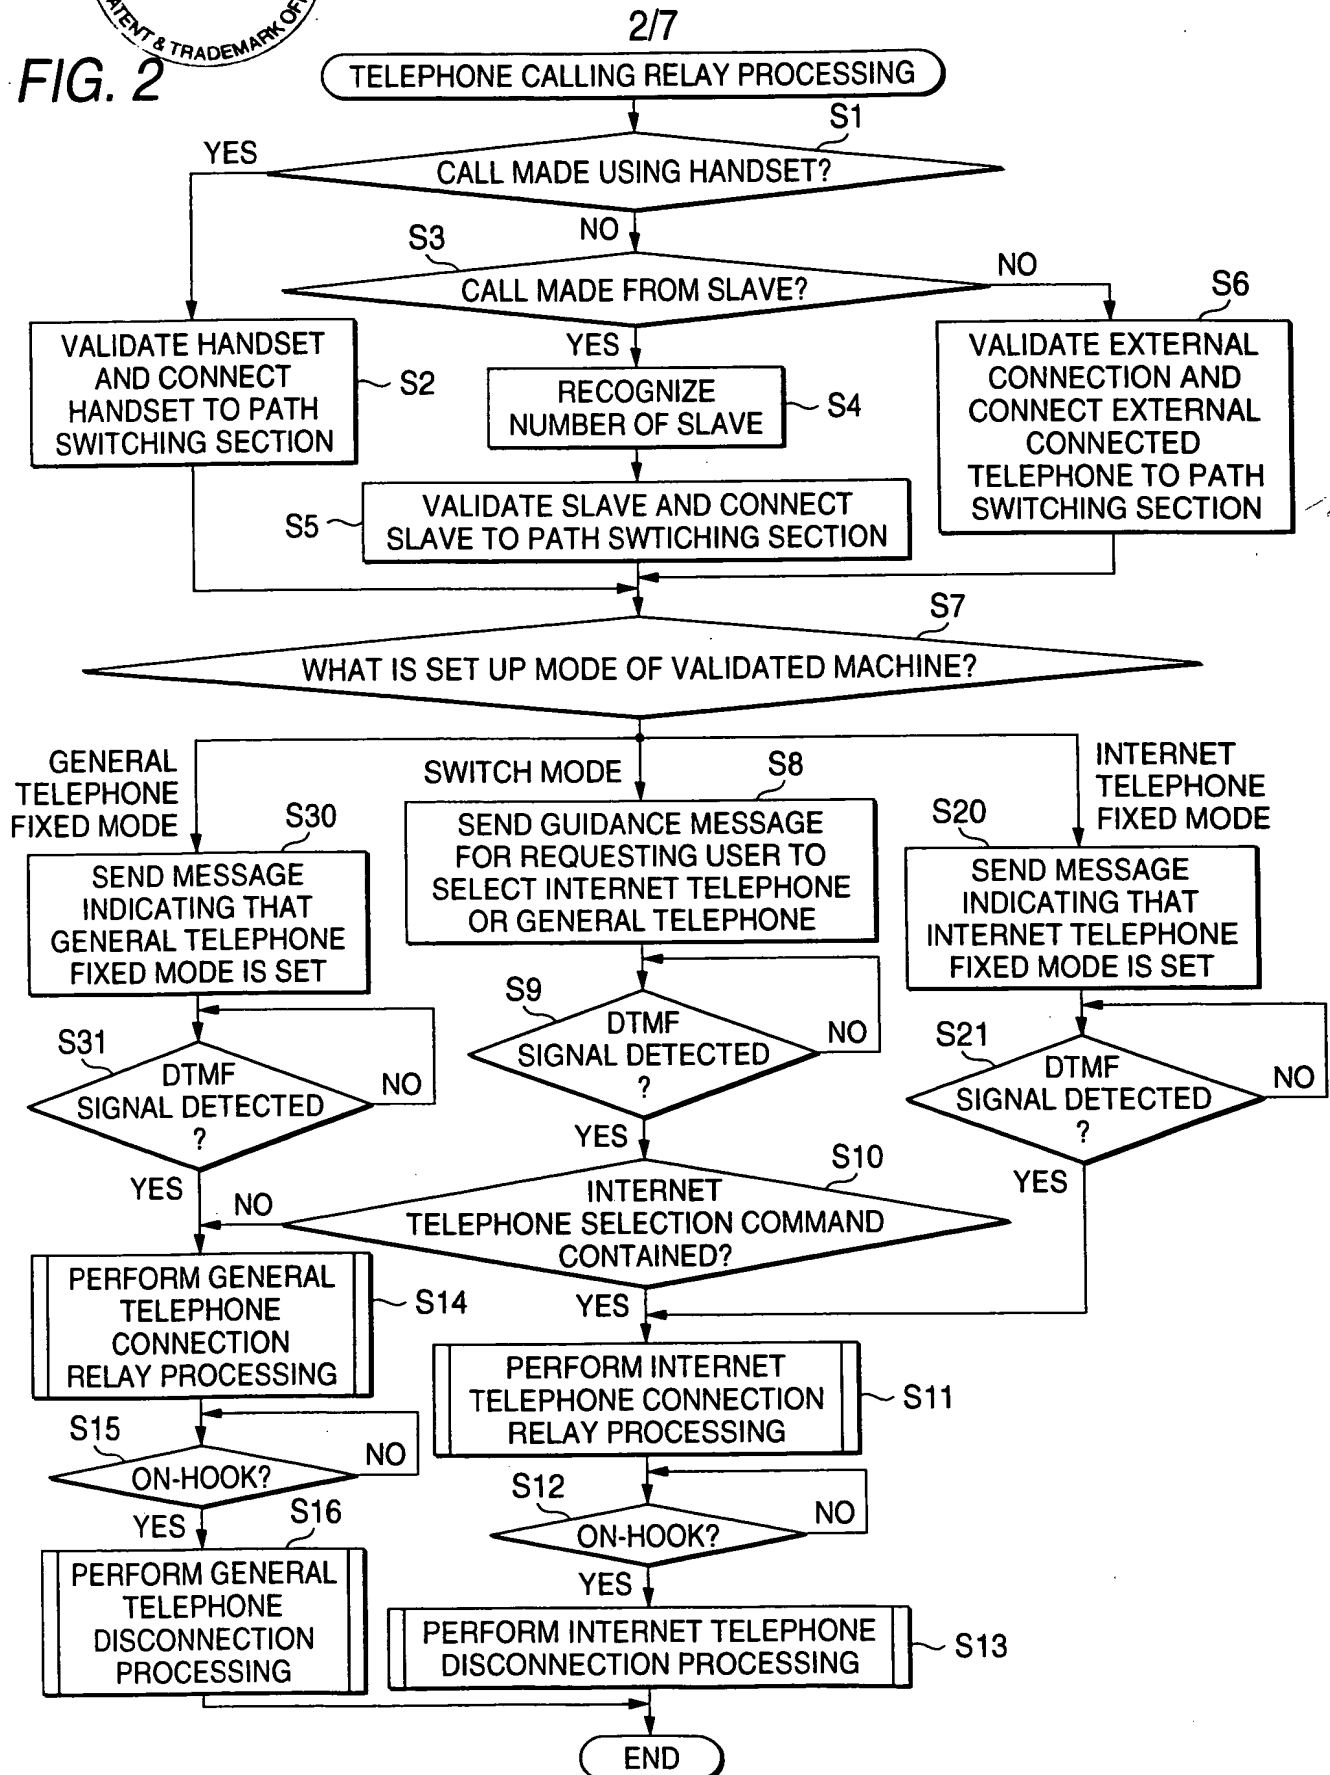 ATENT & TRADEMARK OF
2/7
FIG. 2
TELEPHONE CALLING RELAY PROCESSING
S1
YES
CALL MADE USING HANDSET?
NO
S3
CALL MADE FROM SLAVE?
NO
S6
YES
VALIDATE HANDSET
AND CONNECT
HANDSET TO PATH
SWITCHING SECTION
S2
RECOGNIZE
NUMBER OF SLAVE
S4
VALIDATE EXTERNAL
CONNECTION AND
CONNECT EXTERNAL
CONNECTED
TELEPHONE TO PATH
SWITCHING SECTION
S5
VALIDATE SLAVE AND CONNECT
SLAVE TO PATH SWTICHING SECTION
S7
WHAT IS SET UP MODE OF VALIDATED MACHINE?
GENERAL
TELEPHONE
FIXED MODE
SWITCH MODE
INTERNET
TELEPHONE
FIXED MODE
S30
SEND MESSAGE
INDICATING THAT
GENERAL TELEPHONE
FIXED MODE IS SET
S8
SEND GUIDANCE MESSAGE
FOR REQUESTING USER TO
SELECT INTERNET TELEPHONE
OR GENERAL TELEPHONE
S20
SEND MESSAGE
INDICATING THAT
INTERNET TELEPHONE
FIXED MODE IS SET
S31
DTMF
SIGNAL DETECTED
?
NO
YES
S9
DTMF
SIGNAL DETECTED
?
NO
YES
S21
DTMF
SIGNAL DETECTED
?
NO
YES
S10
INTERNET
TELEPHONE SELECTION COMMAND
CONTAINED?
NO
YES
PERFORM GENERAL
TELEPHONE
CONNECTION
RELAY PROCESSING
S14
PERFORM INTERNET
TELEPHONE CONNECTION
RELAY PROCESSING
S11
S15
ON-HOOK?
NO
YES
S12
ON-HOOK?
NO
YES
S16
PERFORM GENERAL
TELEPHONE
DISCONNECTION
PROCESSING
PERFORM INTERNET TELEPHONE
DISCONNECTION PROCESSING
S13
END